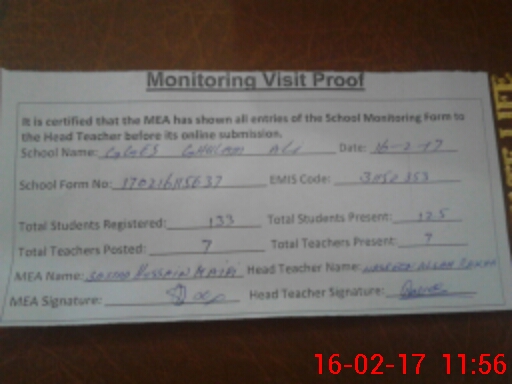 Monitoring Visit Proof
It is certified that the MEA has shown all entries of the School Monitoring Form to
the Head Teacher before its online submission.
School Name: GGES GHULAM ALI Date: 16-2-17
School Form No: EMIS Code:
Total Students Registered: 133 Total Students Present: 125
Total Teachers Posted: 7 Total Teachers Present: 7
MEA Name: HUSSAIN Head Teacher Name: ALLAH
MEA Signature: Head Teacher Signature:
16-02-17 11:56